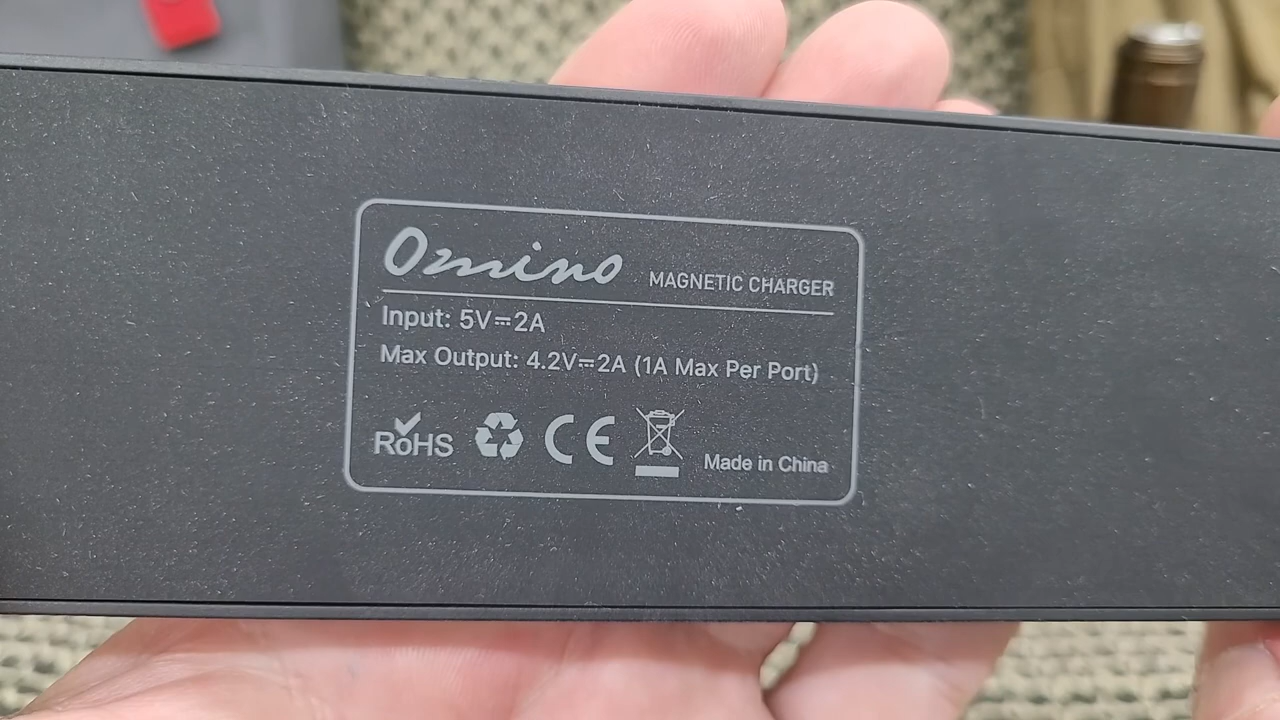 Omino MAGNETIC CHARGER
Input: 5V⎓2A
Max Output: 4.2V⎓2A (1A Max Per Port)
RoHS CE Made in China